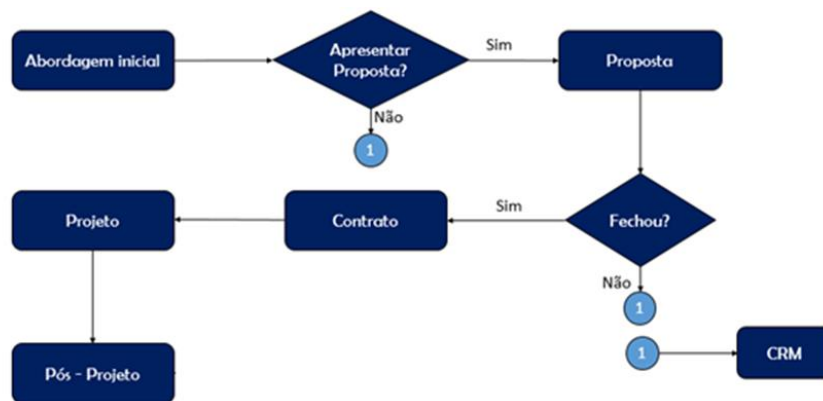 Abordagem inicial
Apresentar
Proposta?
Sim
Proposta
Não
1
Projeto
Contrato
Sim
Fechou?
Não
1
1
CRM
Pós - Projeto